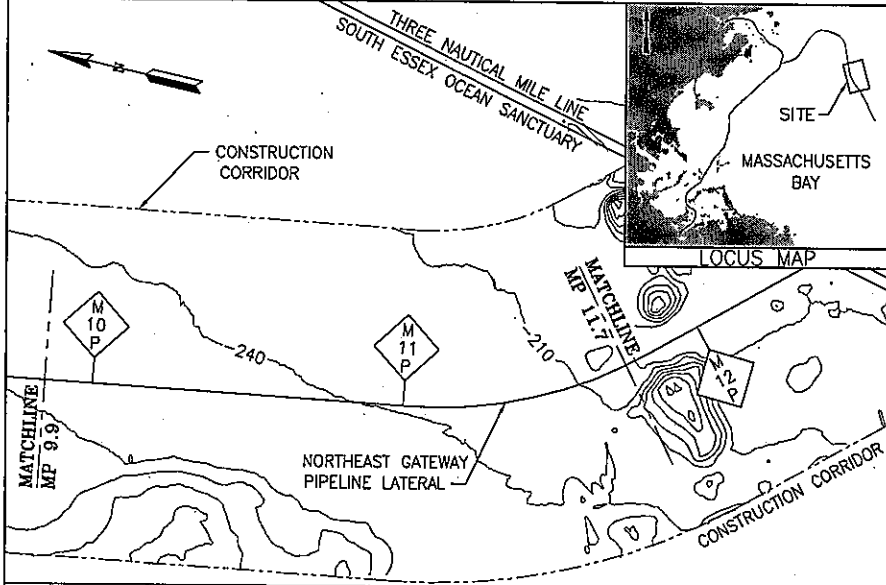 THREE NAUTICAL MILE LINE
SOUTH ESSEX OCEAN SANCTUARY
N
CONSTRUCTION
CORRIDOR
SITE
MASSACHUSETTS
BAY
LOCUS MAP
MATCHLINE
MP 11.7
M
10
P
240
M
11
P
210
M
12
P
MATCHLINE
MP 9.9
NORTHEAST GATEWAY
PIPELINE LATERAL
CONSTRUCTION CORRIDOR